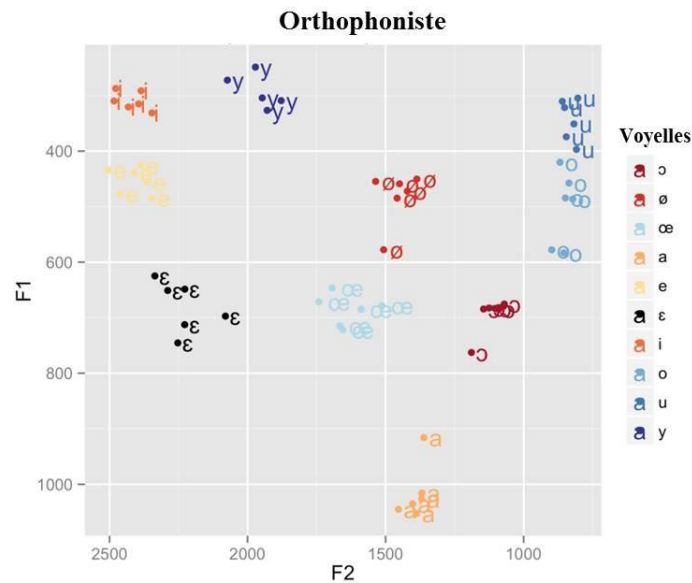 Orthophoniste
Voyelles
a ɔ
a ø
a œ
a a
a e
a ɛ
a i
a o
a u
a y
F1
400
600
800
1000
2500
2000
1500
1000
F2
i i i i i i
y y y y y
u u u u u u
e e e e e e
ø ø ø ø ø ø
o o o o o o
ɛ ɛ ɛ ɛ ɛ ɛ
œ œ œ œ œ œ
ɔ ɔ ɔ ɔ ɔ
a a a a a a